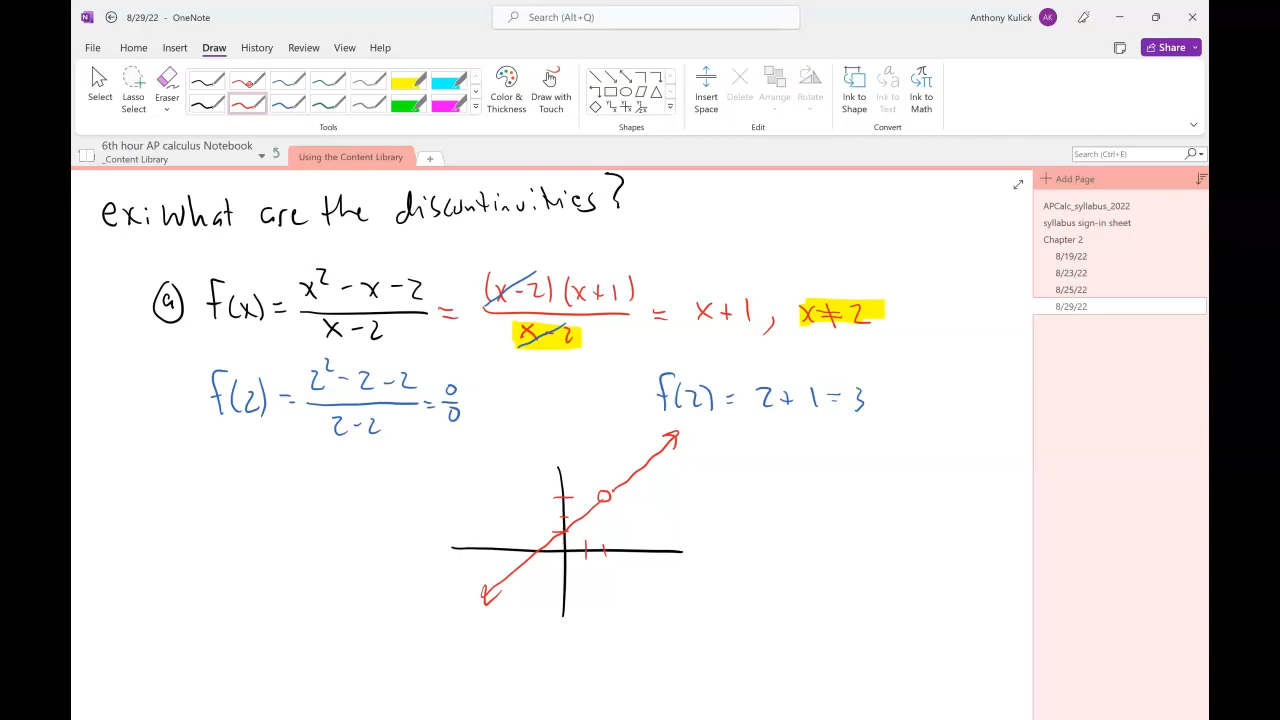 8/29/22 - OneNote
Search (Alt+Q)
Anthony Kulick
AK
File Home Insert Draw History Review View Help
Share
Select
Lasso Select
Eraser
Color & Thickness
Draw with Touch
Insert Space
Delete
Arrange
Rotate
Ink to Shape
Ink to Text
Ink to Math
Tools
Shapes
Edit
Convert
6th hour AP calculus Notebook
_Content Library
Using the Content Library
Search (Ctrl+E)
Add Page
APCalc_syllabus_2022
syllabus sign-in sheet
Chapter 2
8/19/22
8/23/22
8/25/22
8/29/22
ex: What are the discontinuities?
(a) f(x) = (x² - x - 2)/(x - 2) = ((x-2)(x+1))/(x-2) = x+1, x≠2
f(2) = (2² - 2 - 2)/(2-2) = 0/0
f(2) = 2+1 = 3